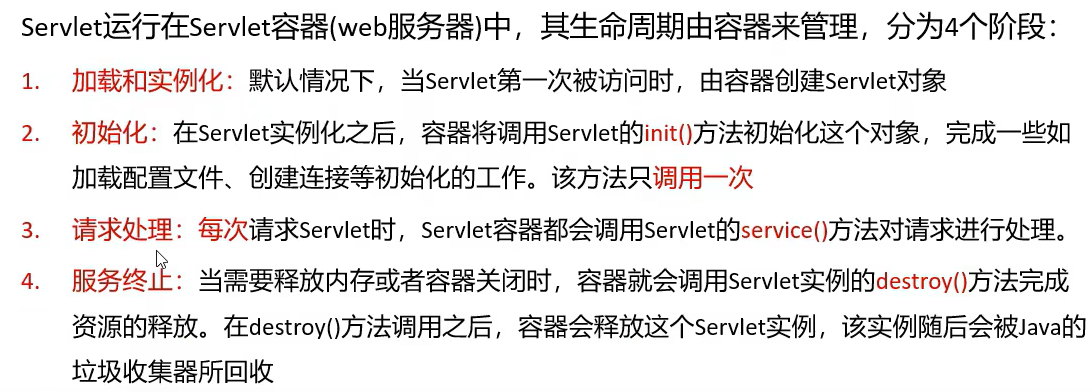 Servlet运行在Servlet容器(web服务器)中，其生命周期由容器来管理，分为4个阶段：
1. 加载和实例化：默认情况下，当Servlet第一次被访问时，由容器创建Servlet对象
2. 初始化：在Servlet实例化之后，容器将调用Servlet的init()方法初始化这个对象，完成一些如
加载配置文件、创建连接等初始化的工作。该方法只调用一次
3. 请求处理：每次请求Servlet时，Servlet容器都会调用Servlet的service()方法对请求进行处理。
4. 服务终止：当需要释放内存或者容器关闭时，容器就会调用Servlet实例的destroy()方法完成
资源的释放。在destroy()方法调用之后，容器会释放这个Servlet实例，该实例随后会被Java的
垃圾收集器所回收